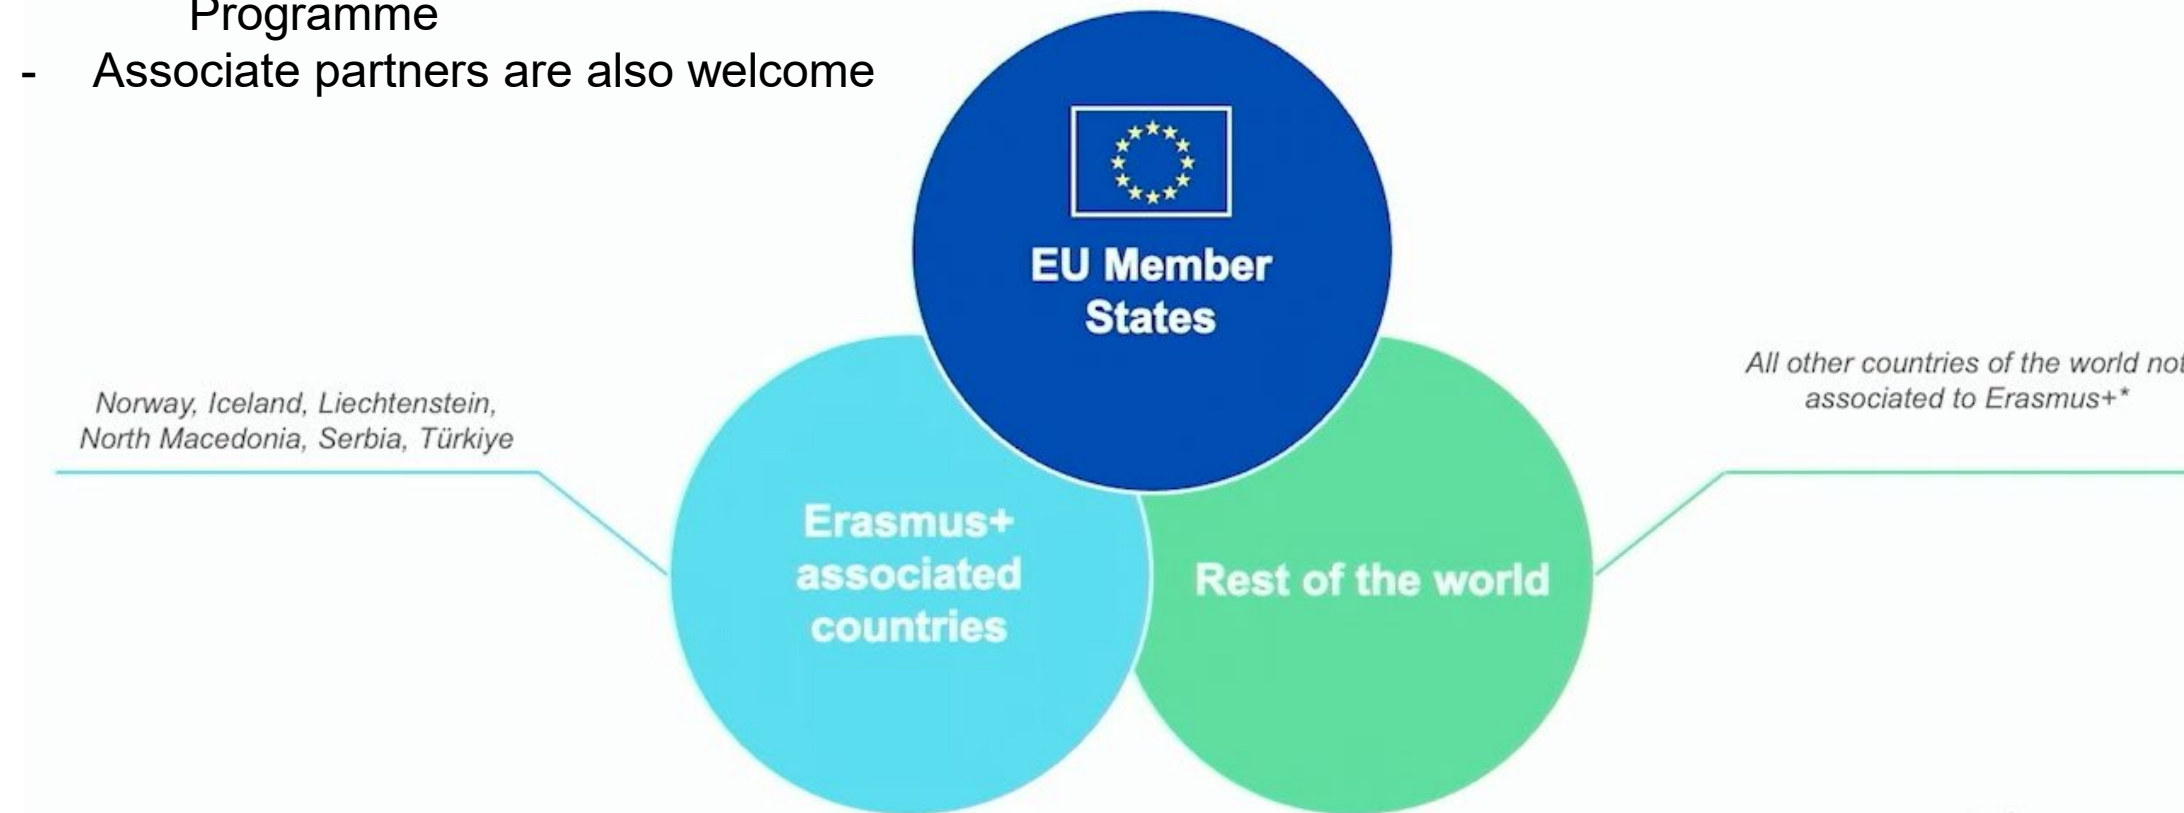 Programme
- Associate partners are also welcome
EU Member
States
Norway, Iceland, Liechtenstein,
North Macedonia, Serbia, Türkiye
All other countries of the world not
associated to Erasmus+*
Erasmus+
associated
countries
Rest of the world